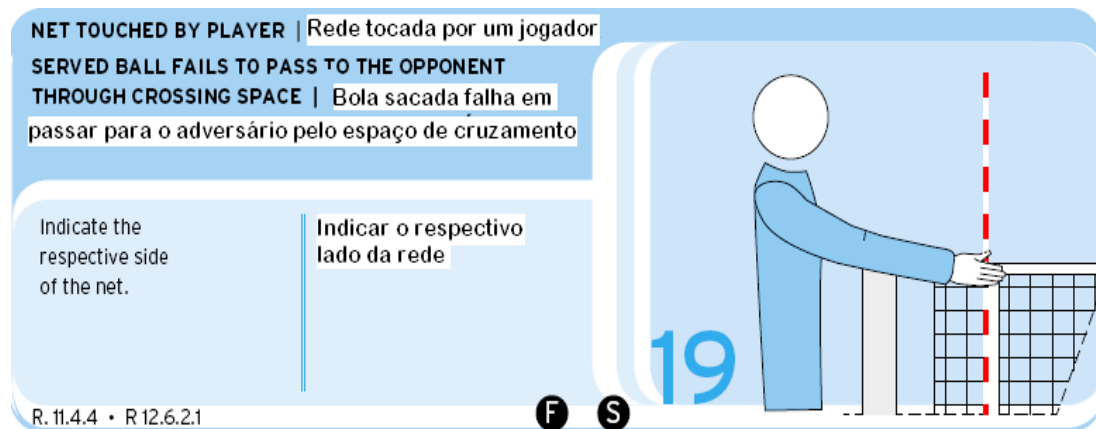 NET TOUCHED BY PLAYER | Rede tocada por um jogador
SERVED BALL FAILS TO PASS TO THE OPPONENT
THROUGH CROSSING SPACE | Bola sacada falha em
passar para o adversário pelo espaço de cruzamento
Indicate the
respective side
of the net.
Indicar o respectivo
lado da rede
19
R. 11.4.4 • R 12.6.2.1
F S